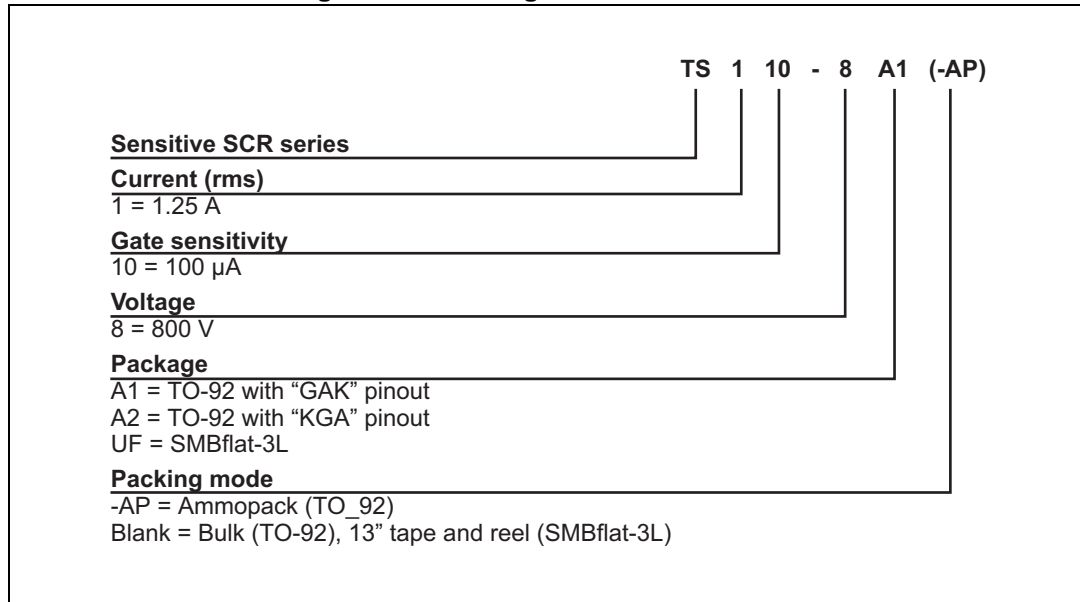 TS 1 10 - 8 A1 (-AP)
Sensitive SCR series
Current (rms)
1 = 1.25 A
Gate sensitivity
10 = 100 µA
Voltage
8 = 800 V
Package
A1 = TO-92 with “GAK” pinout
A2 = TO-92 with “KGA” pinout
UF = SMBflat-3L
Packing mode
-AP = Ammopack (TO_92)
Blank = Bulk (TO-92), 13” tape and reel (SMBflat-3L)